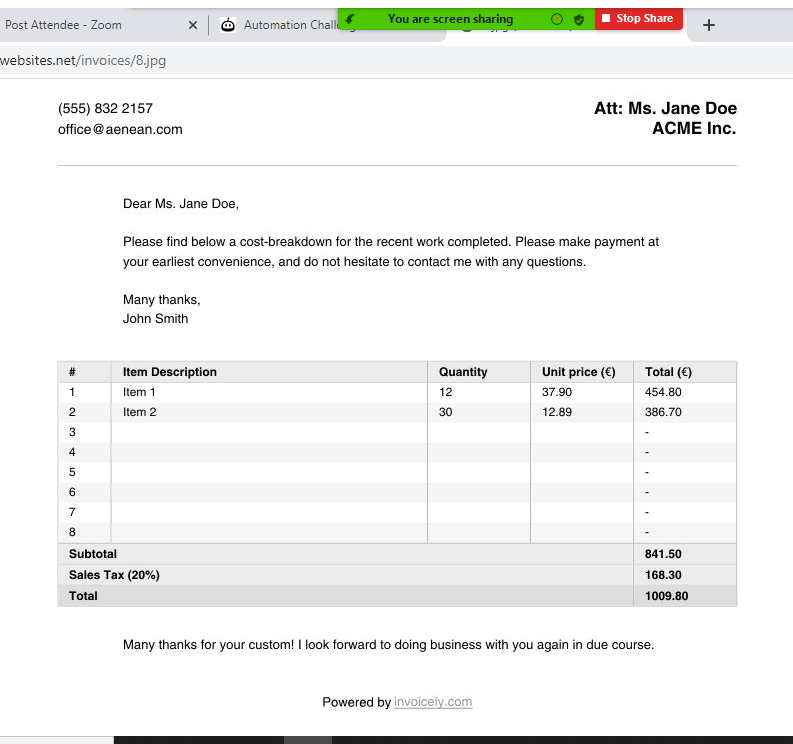 Post Attendee - Zoom
Automation Chall
You are screen sharing
Stop Share
websites.net/invoices/8.jpg
(555) 832 2157
office@aenean.com
Att: Ms. Jane Doe
ACME Inc.
Dear Ms. Jane Doe,
Please find below a cost-breakdown for the recent work completed. Please make payment at
your earliest convenience, and do not hesitate to contact me with any questions.
Many thanks,
John Smith
# Item Description Quantity Unit price (€) Total (€)
1 Item 1 12 37.90 454.80
2 Item 2 30 12.89 386.70
3 -
4 -
5 -
6 -
7 -
8 -
Subtotal 841.50
Sales Tax (20%) 168.30
Total 1009.80
Many thanks for your custom! I look forward to doing business with you again in due course.
Powered by invoicely.com